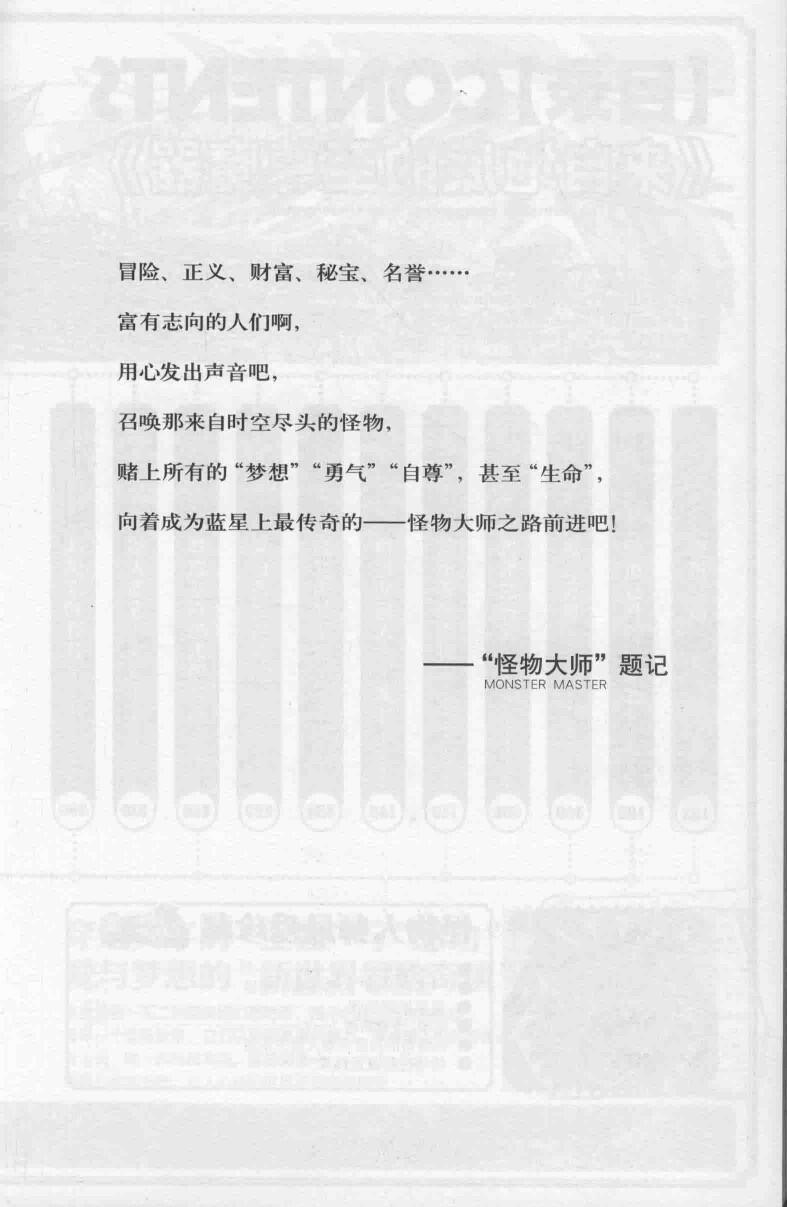 冒险、正义、财富、秘宝、名誉……
富有志向的人们啊，
用心发出声音吧，
召唤那来自时空尽头的怪物，
赌上所有的“梦想”“勇气”“自尊”，甚至“生命”，
向着成为蓝星上最传奇的——怪物大师之路前进吧！
——“怪物大师”题记
MONSTER MASTER